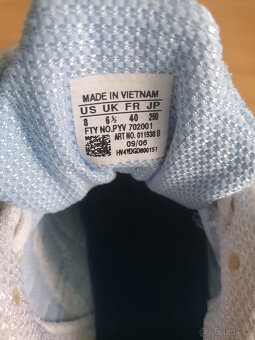 MADE IN VIETNAM
US UK FR JP
8 6½ 40 250
FTY NO.PYV 702001
ART NO. 011938 B
09/06